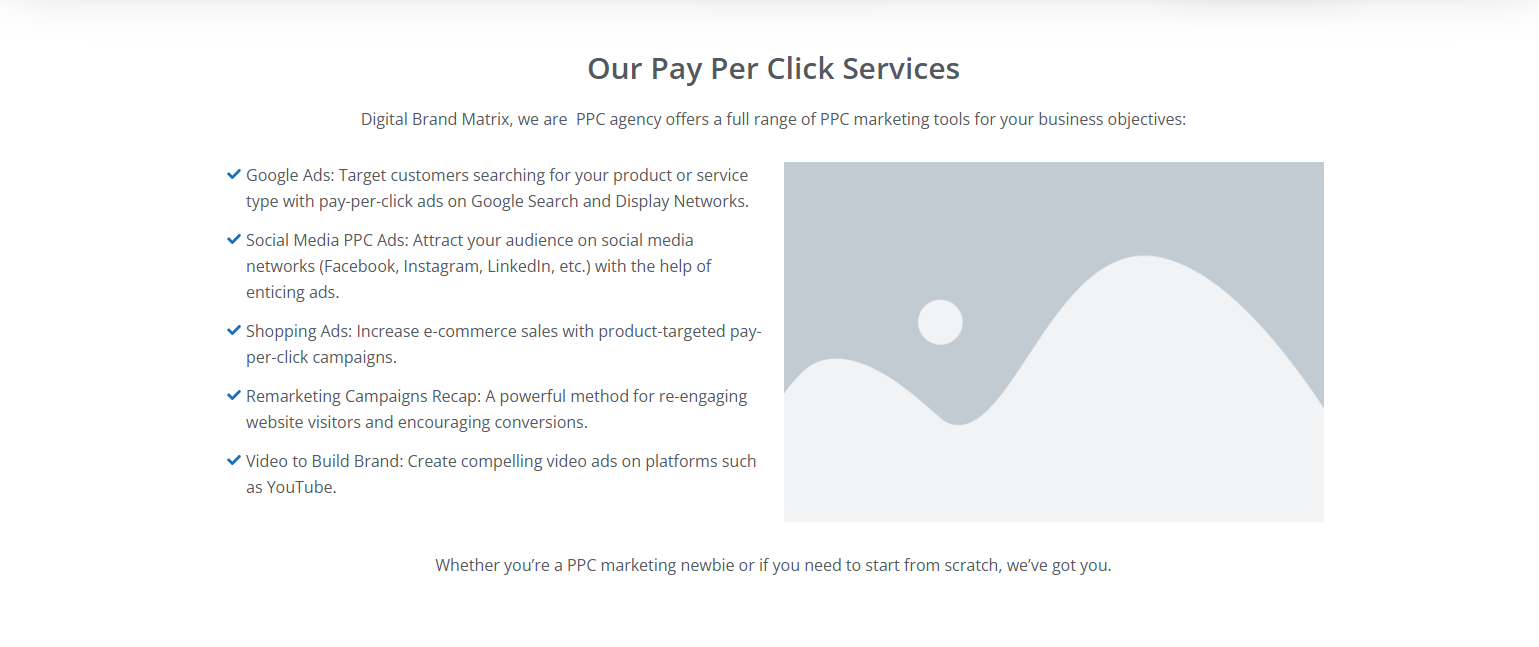 Our Pay Per Click Services
Digital Brand Matrix, we are  PPC agency offers a full range of PPC marketing tools for your business objectives:
Google Ads: Target customers searching for your product or service
type with pay-per-click ads on Google Search and Display Networks.
Social Media PPC Ads: Attract your audience on social media
networks (Facebook, Instagram, LinkedIn, etc.) with the help of
enticing ads.
Shopping Ads: Increase e-commerce sales with product-targeted pay-
per-click campaigns.
Remarketing Campaigns Recap: A powerful method for re-engaging
website visitors and encouraging conversions.
Video to Build Brand: Create compelling video ads on platforms such
as YouTube.
Whether you’re a PPC marketing newbie or if you need to start from scratch, we’ve got you.